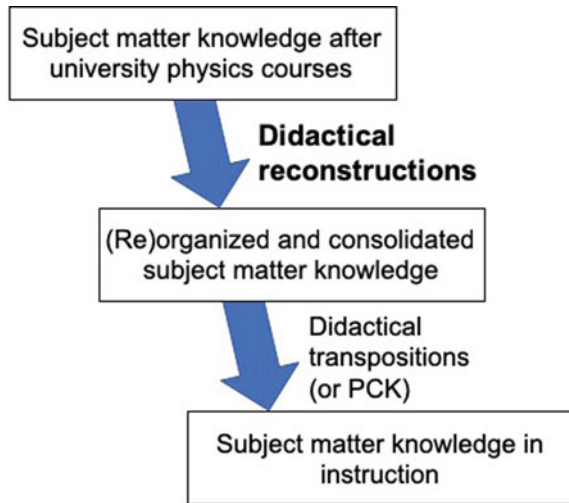 Subject matter knowledge after
university physics courses
Didactical
reconstructions
(Re)organized and consolidated
subject matter knowledge
Didactical
transpositions
(or PCK)
Subject matter knowledge in
instruction